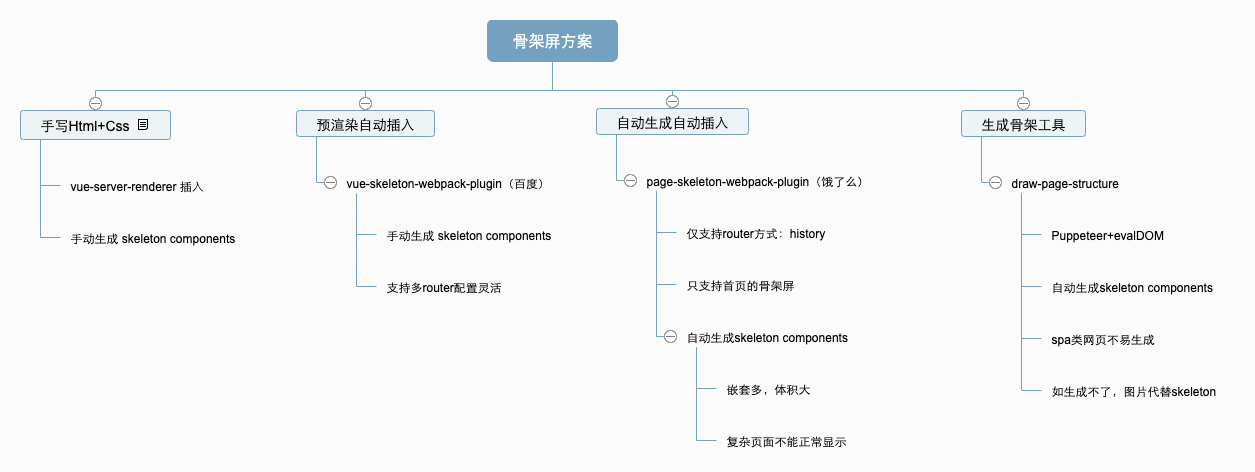 骨架屏方案
手写Html+Css
vue-server-renderer 插入
手动生成 skeleton components
预渲染自动插入
vue-skeleton-webpack-plugin（百度）
手动生成 skeleton components
支持多router配置灵活
自动生成自动插入
page-skeleton-webpack-plugin（饿了么）
仅支持router方式：history
只支持首页的骨架屏
自动生成skeleton components
嵌套多，体积大
复杂页面不能正常显示
生成骨架工具
draw-page-structure
Puppeteer+evalDOM
自动生成skeleton components
spa类网页不易生成
如生成不了，图片代替skeleton